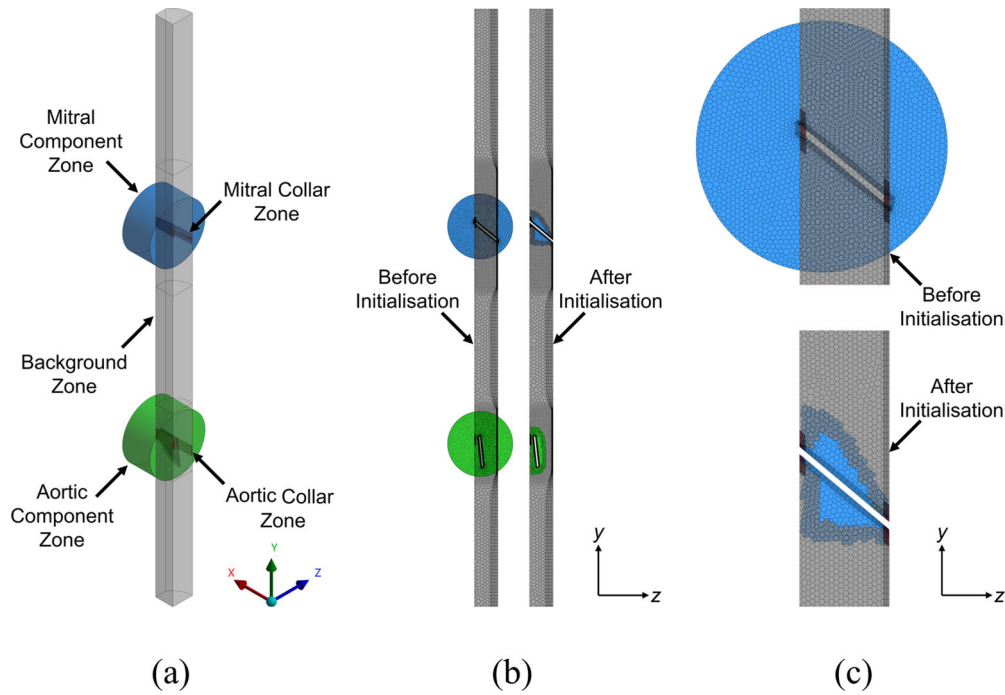 Mitral
Component
Zone
Mitral Collar
Zone
Background
Zone
Aortic
Component
Zone
Aortic Collar
Zone
X
Y
Z
(a)
Before
Initialisation
After
Initialisation
y
z
(b)
Before
Initialisation
After
Initialisation
y
z
(c)